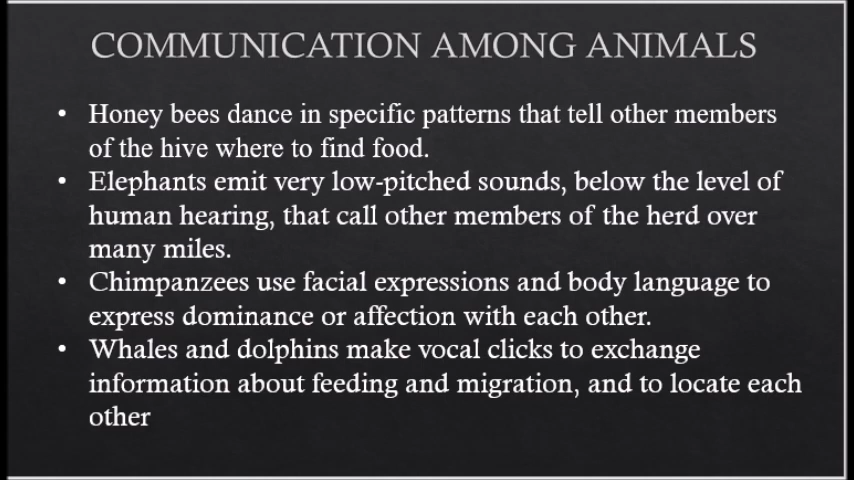 COMMUNICATION AMONG ANIMALS
• Honey bees dance in specific patterns that tell other members
of the hive where to find food.
• Elephants emit very low-pitched sounds, below the level of
human hearing, that call other members of the herd over
many miles.
• Chimpanzees use facial expressions and body language to
express dominance or affection with each other.
• Whales and dolphins make vocal clicks to exchange
information about feeding and migration, and to locate each
other